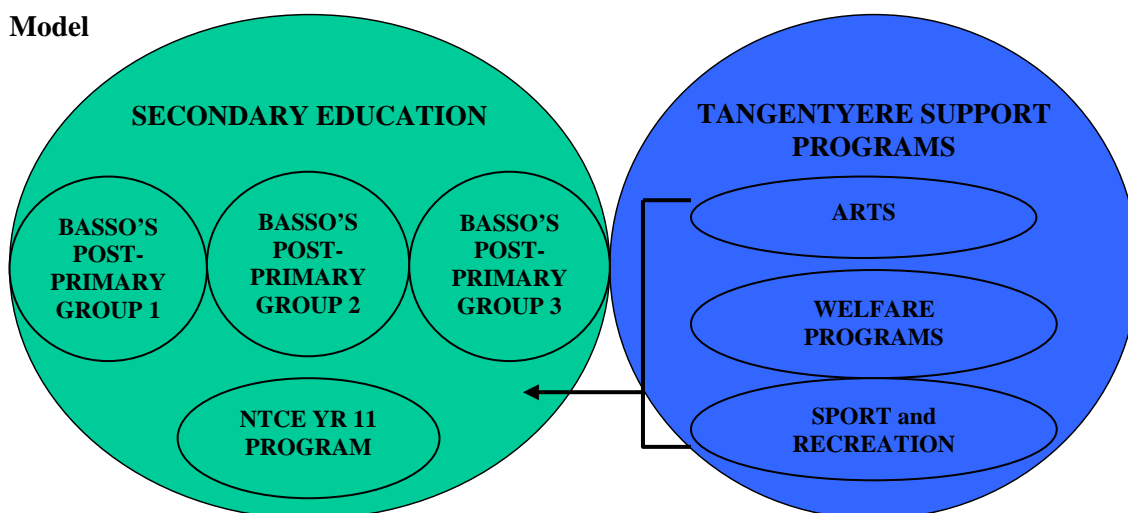 Model
SECONDARY EDUCATION
BASSO’S
POST-
PRIMARY
GROUP 1
BASSO’S
POST-
PRIMARY
GROUP 2
BASSO’S
POST-
PRIMARY
GROUP 3
NTCE YR 11
PROGRAM
TANGENTYERE SUPPORT
PROGRAMS
ARTS
WELFARE
PROGRAMS
SPORT and
RECREATION